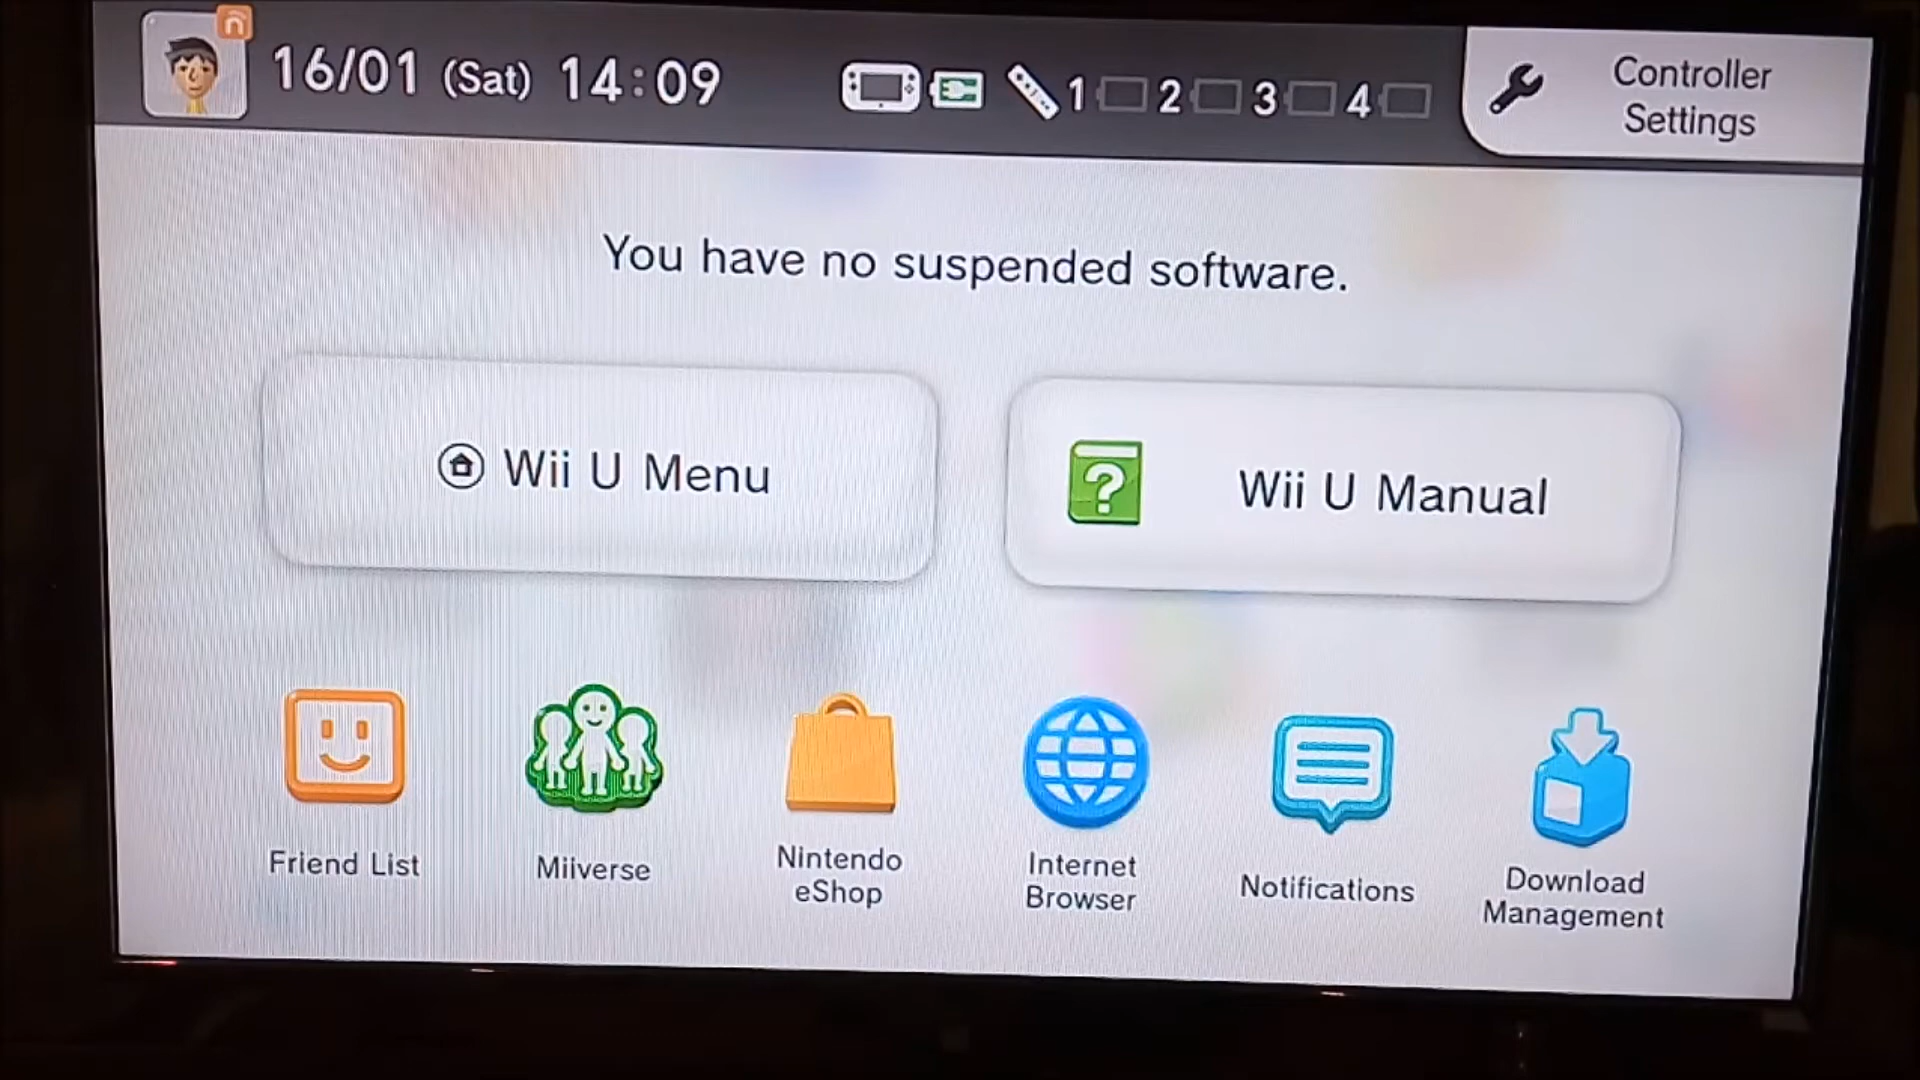 16/01 (Sat) 14:09
1 2 3 4
Controller
Settings
You have no suspended software.
Wii U Menu
? Wii U Manual
Friend List
Miiverse
Nintendo
eShop
Internet
Browser
Notifications
Download
Management